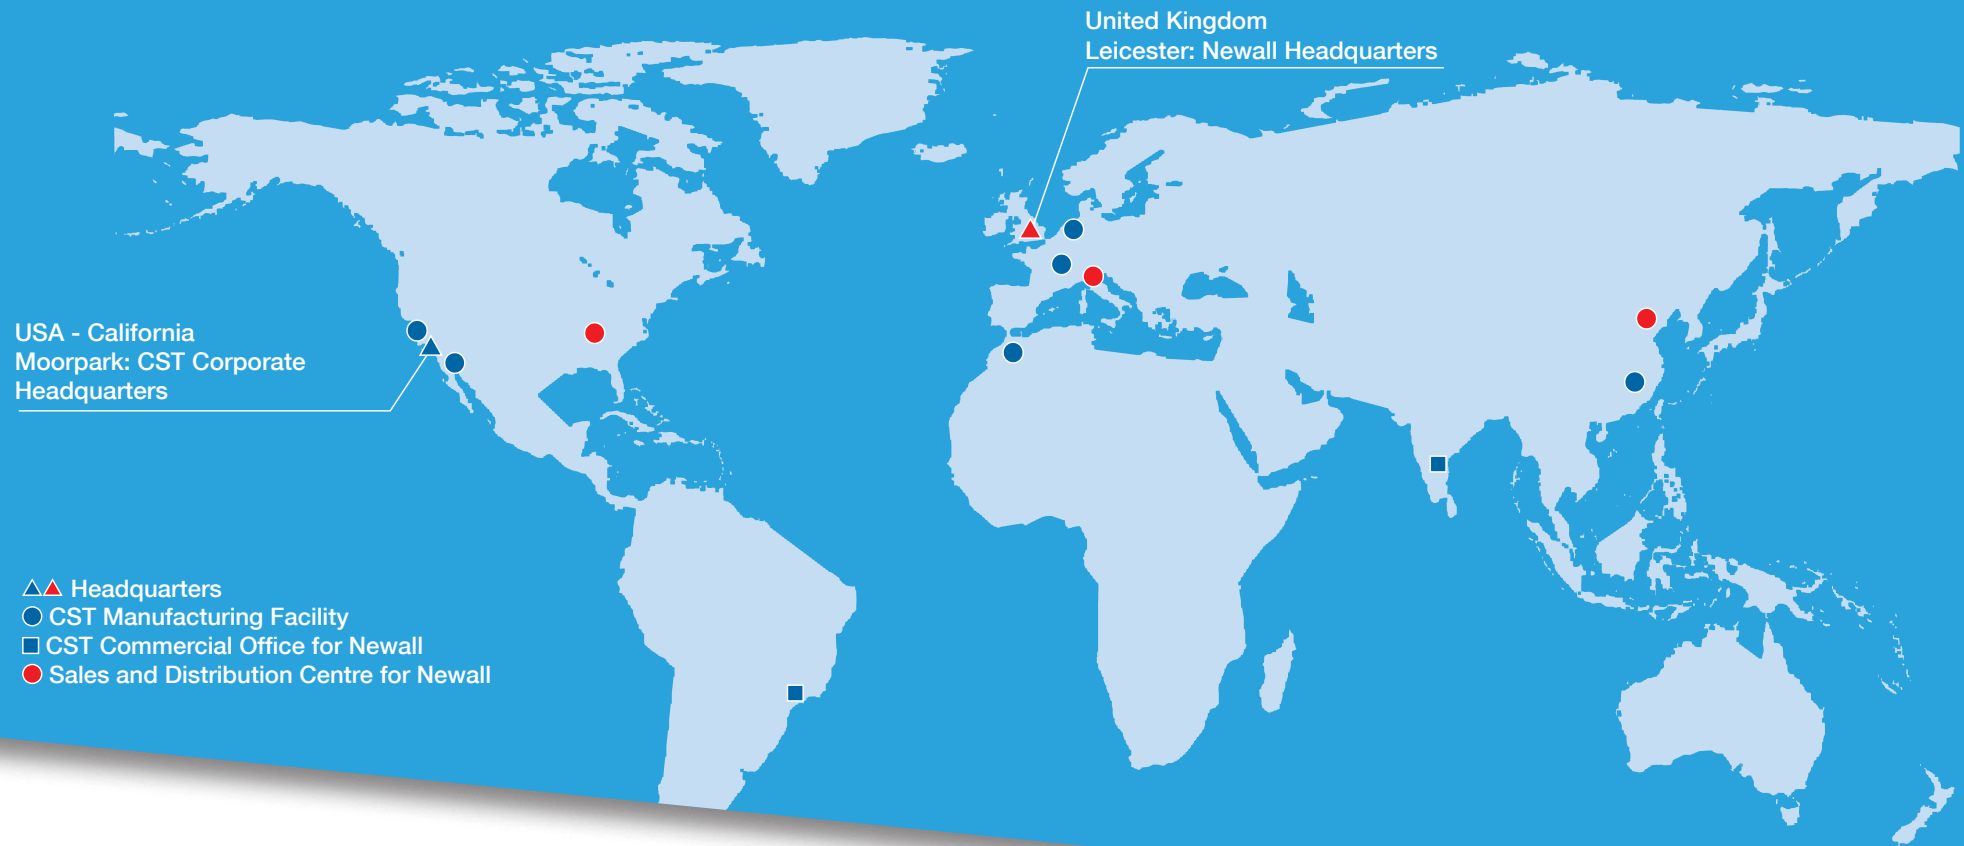 United Kingdom
Leicester: Newall Headquarters
USA - California
Moorpark: CST Corporate
Headquarters
Headquarters
CST Manufacturing Facility
CST Commercial Office for Newall
Sales and Distribution Centre for Newall